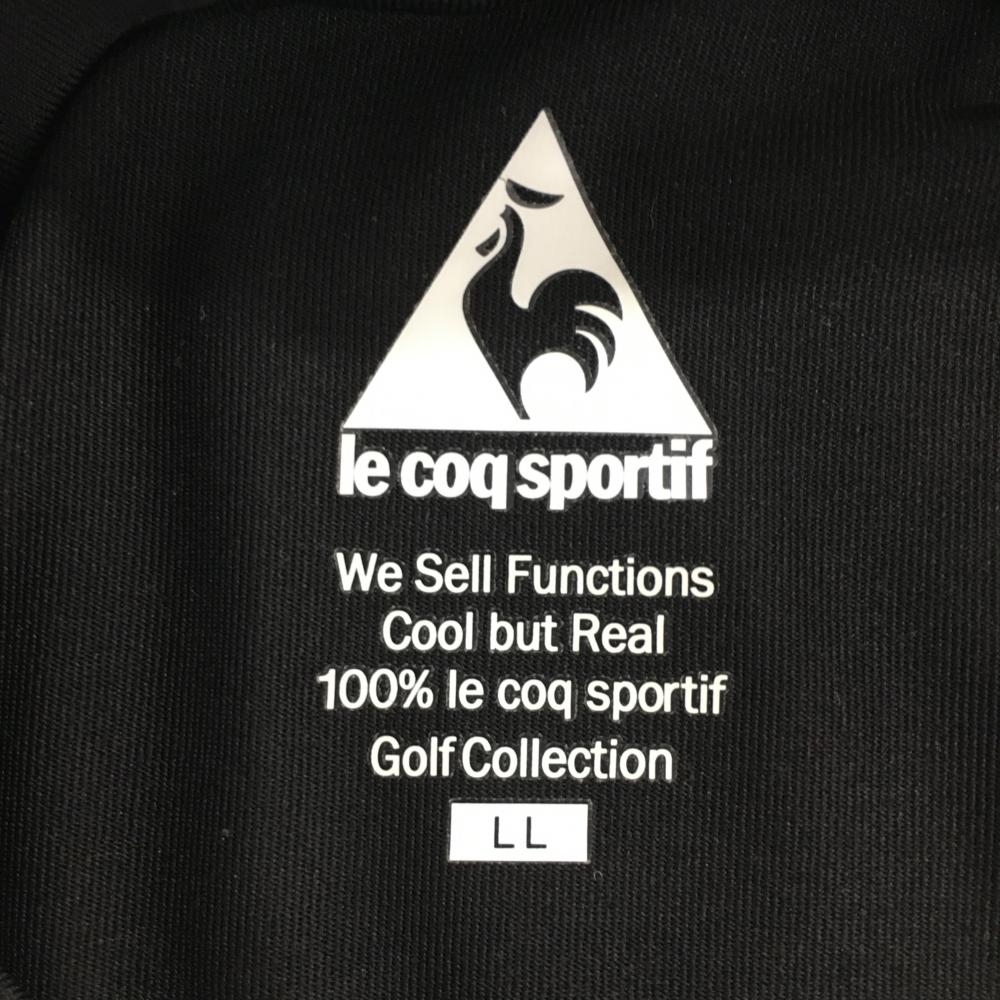 le coq sportif
We Sell Functions
Cool but Real
100% le coq sportif
Golf Collection
LL